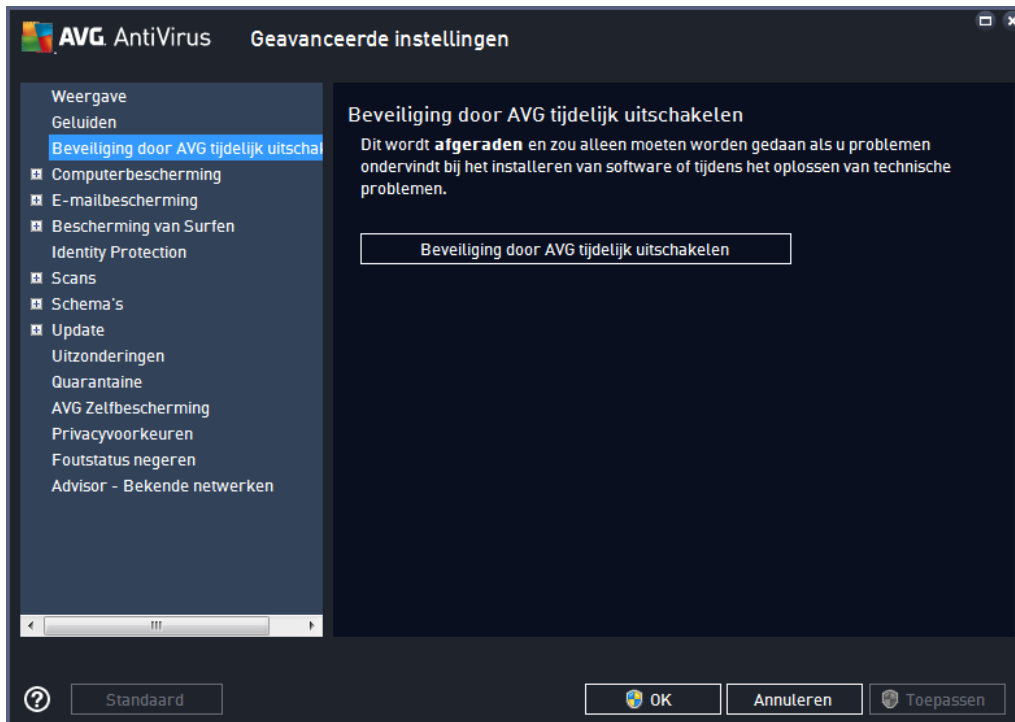 AVG. AntiVirus Geavanceerde instellingen
Weergave
Geluiden
Beveiliging door AVG tijdelijk uitschak
Computerbescherming
E-mailbescherming
Bescherming van Surfen
Identity Protection
Scans
Schema's
Update
Uitzonderingen
Quarantaine
AVG Zelfbescherming
Privacyvoorkeuren
Foutstatus negeren
Advisor - Bekende netwerken
Beveiliging door AVG tijdelijk uitschakelen
Dit wordt afgeraden en zou alleen moeten worden gedaan als u problemen
ondervindt bij het installeren van software of tijdens het oplossen van technische
problemen.
Beveiliging door AVG tijdelijk uitschakelen
? Standaard OK Annuleren Toepassen